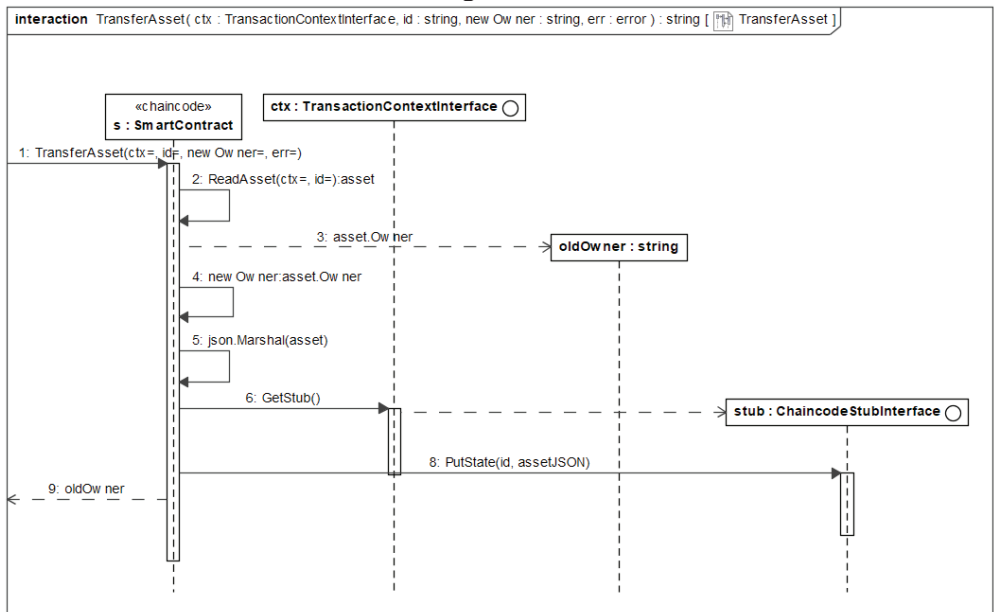 interaction TransferAsset( ctx : TransactionContextInterface, id : string, new Ow ner : string, err : error ) : string [ TransferAsset ]
«chaincode»
s : SmartContract
ctx : TransactionContextInterface
1: TransferAsset(ctx=, id=, new Ow ner=, err=)
2: ReadAsset(ctx=, id=):asset
3: asset.Ow ner
oldOw ner : string
4: new Ow ner:asset.Ow ner
5: json.Marshal(asset)
6: GetStub()
stub : ChaincodeStubInterface
8: PutState(id, assetJSON)
9: oldOw ner